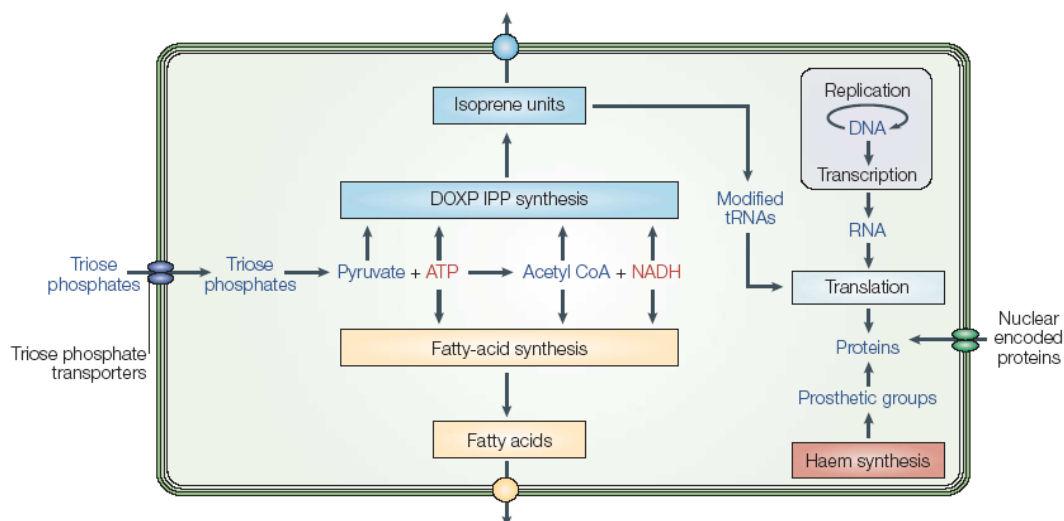 Isoprene units
Replication
DNA
Transcription
DOXP IPP synthesis
Modified
tRNAs
RNA
Triose
phosphates
Triose
phosphates
Pyruvate + ATP
Acetyl CoA + NADH
Translation
Triose phosphate
transporters
Fatty-acid synthesis
Proteins
Nuclear
encoded
proteins
Prosthetic groups
Fatty acids
Haem synthesis